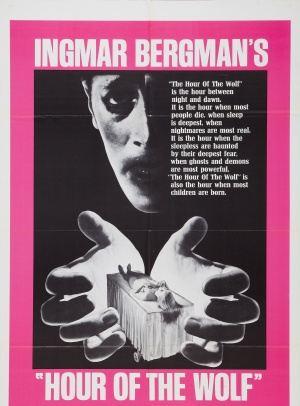 INGMAR BERGMAN'S
"The Hour Of The Wolf"
is the hour between
night and dawn.
It is the hour when most
people die, when sleep
is deepest, when
nightmares are most real.
It is the hour when the
sleepless are haunted
by their deepest fear,
when ghosts and demons
are most powerful.
"The Hour Of The Wolf" is
also the hour when most
children are born.
"HOUR OF THE WOLF"